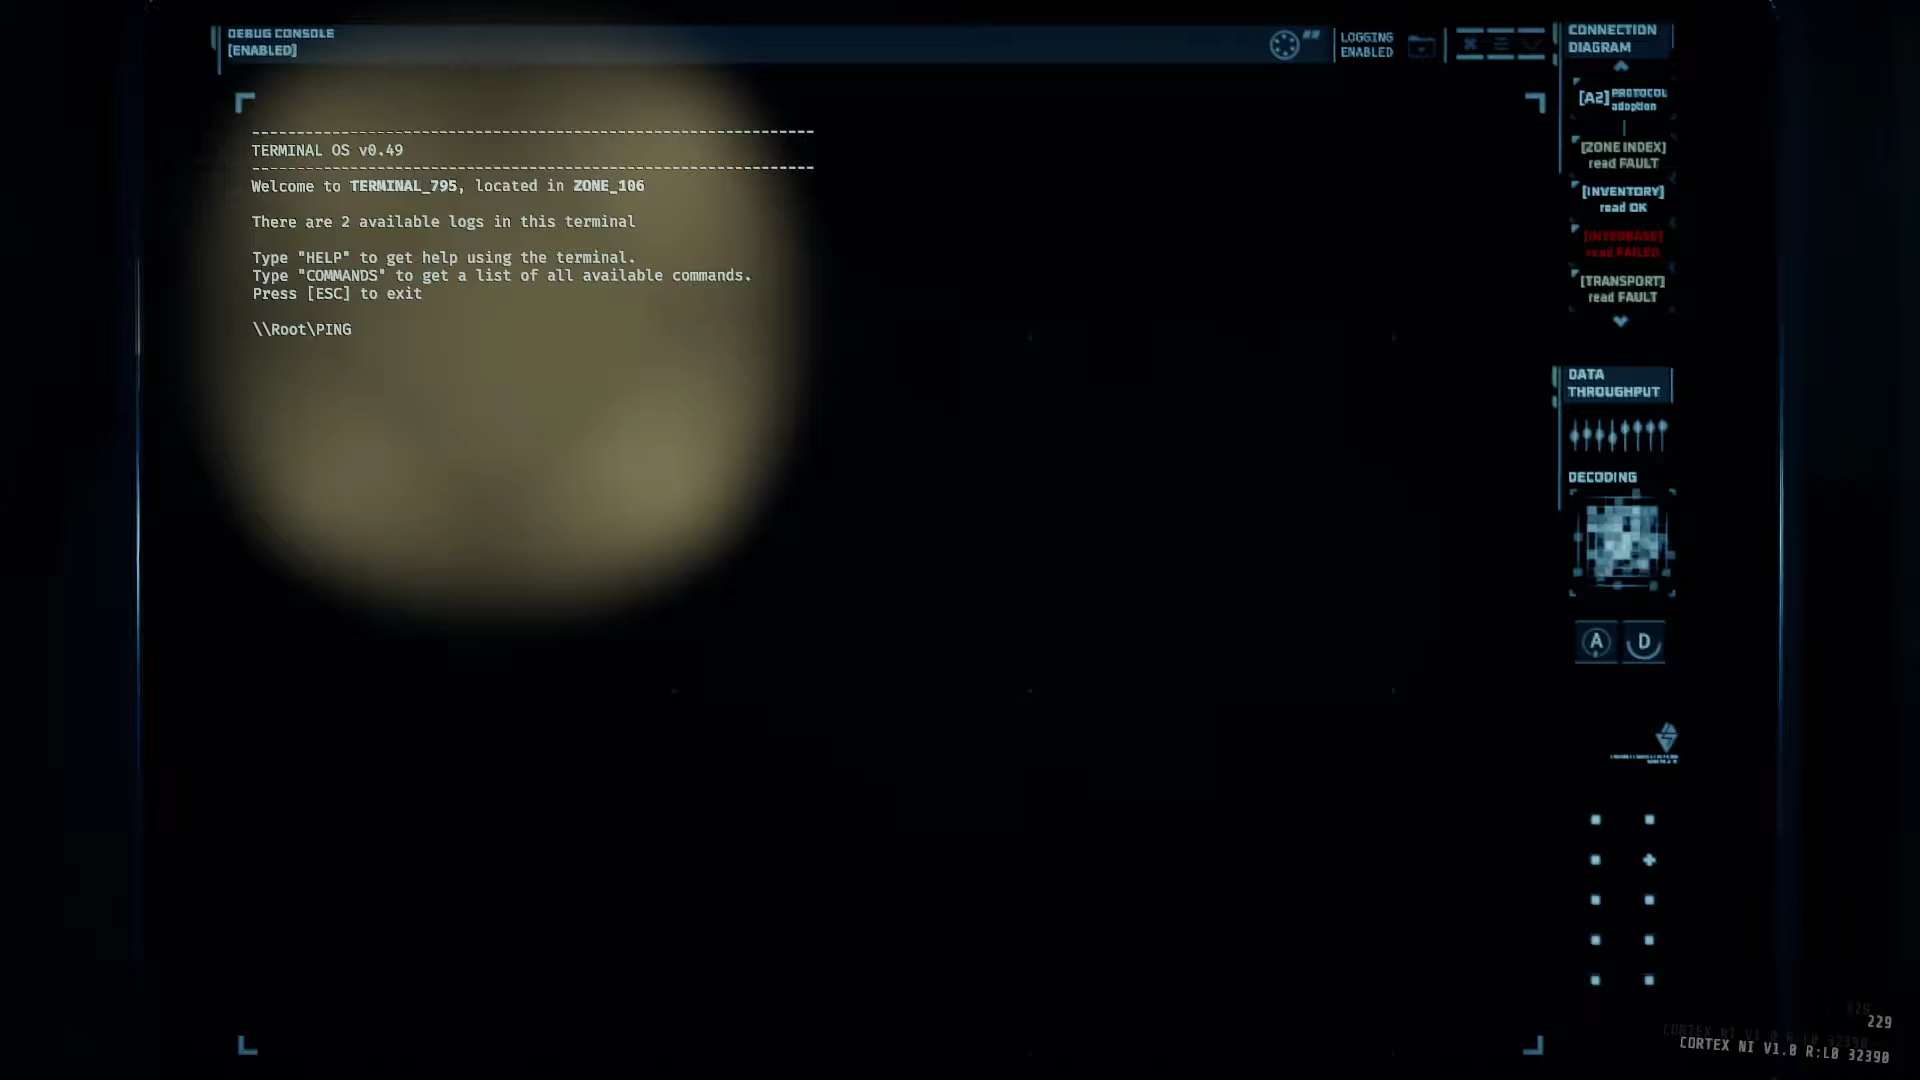 DEBUG CONSOLE
[ENABLED]
LOGGING
ENABLED
CONNECTION
DIAGRAM
[A2] PROTOCOL
adoption
[ZONE INDEX]
read FAULT
[INVENTORY]
read OK
[INTERBASE]
read FAILED
[TRANSPORT]
read FAULT
DATA
THROUGHPUT
DECODING
A D
---------------------------------------------------------------
TERMINAL OS v0.49
---------------------------------------------------------------
Welcome to TERMINAL_795, located in ZONE_106
There are 2 available logs in this terminal
Type "HELP" to get help using the terminal.
Type "COMMANDS" to get a list of all available commands.
Press [ESC] to exit
\\Root\PING
229
CORTEX NI V1.0 R:L0 32390